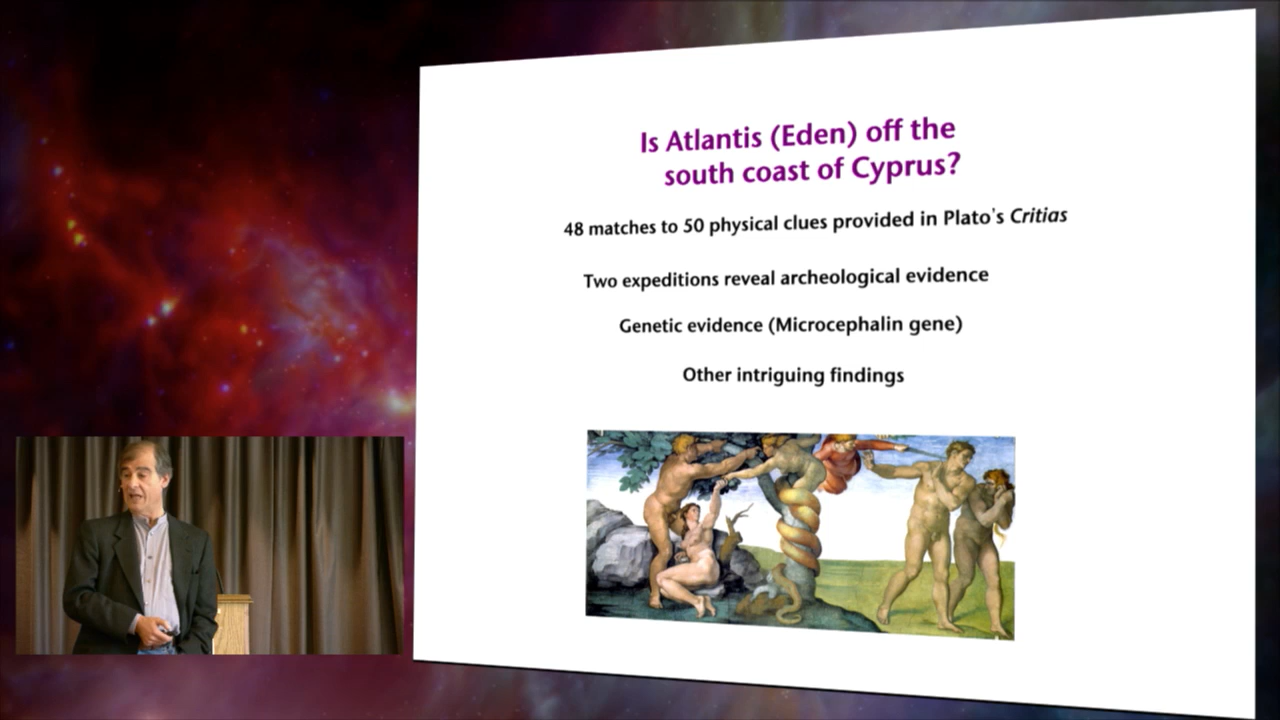 Is Atlantis (Eden) off the
south coast of Cyprus?
48 matches to 50 physical clues provided in Plato's Critias
Two expeditions reveal archeological evidence
Genetic evidence (Microcephalin gene)
Other intriguing findings